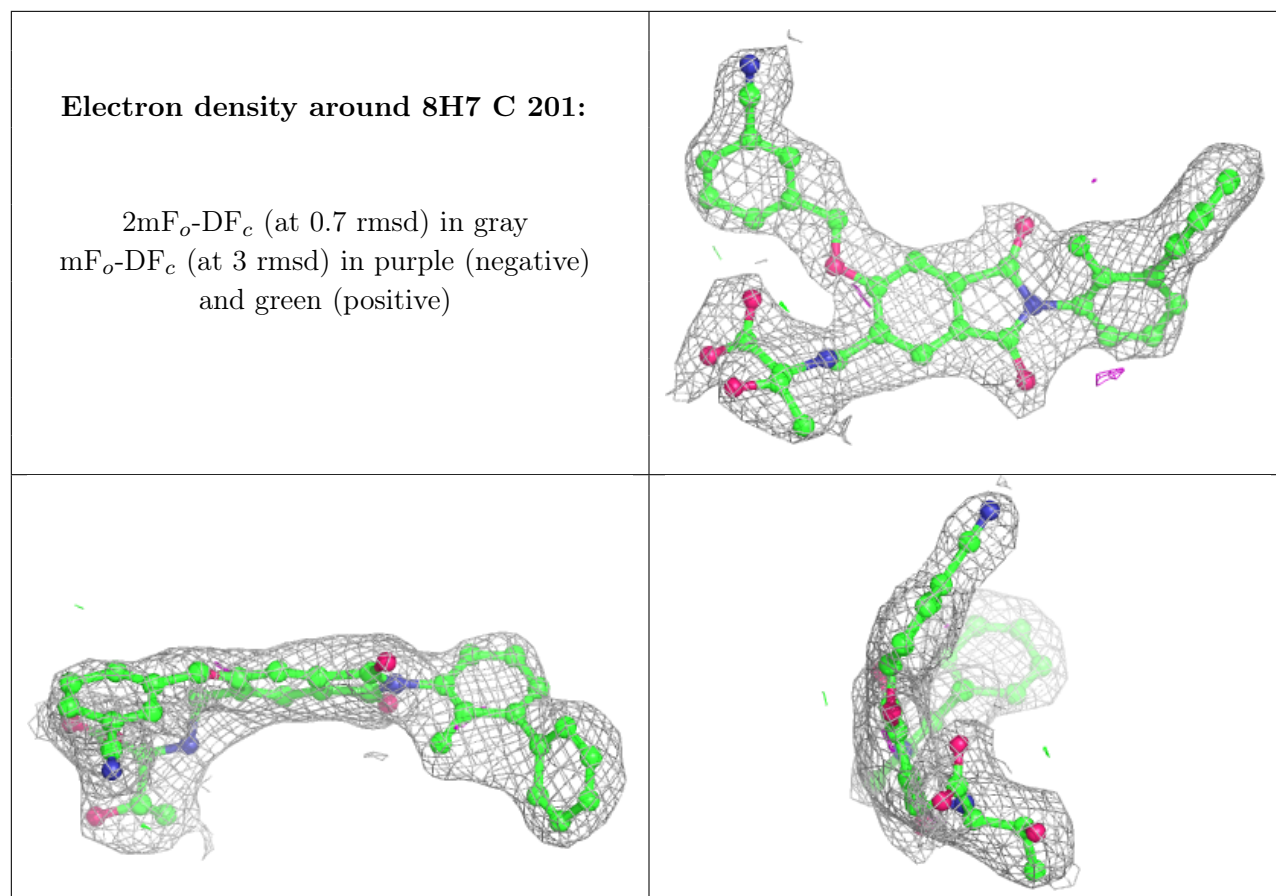 Electron density around 8H7 C 201:
2mFo-DFc (at 0.7 rmsd) in gray
mFo-DFc (at 3 rmsd) in purple (negative)
and green (positive)